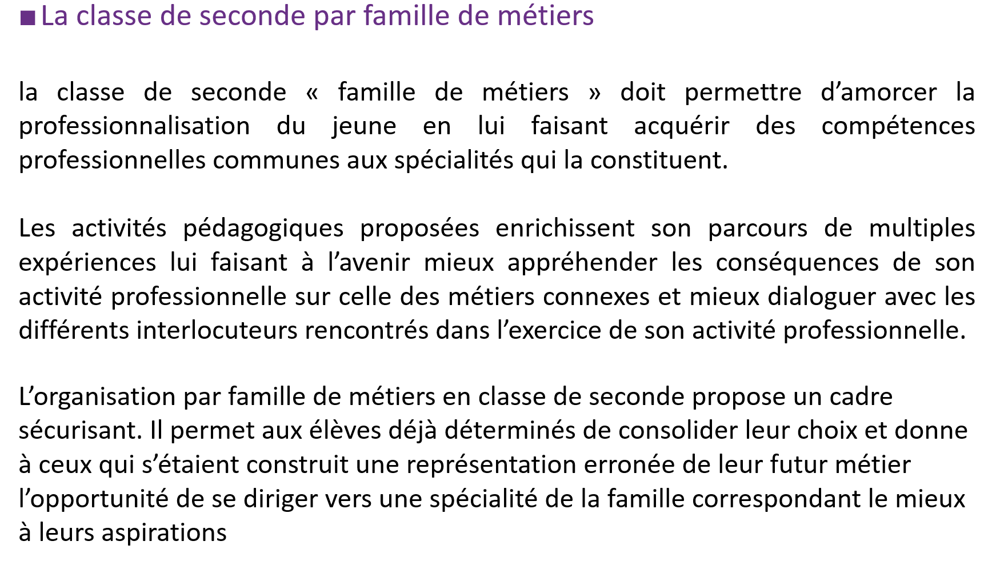 ■ La classe de seconde par famille de métiers
la classe de seconde « famille de métiers » doit permettre d’amorcer la
professionnalisation du jeune en lui faisant acquérir des compétences
professionnelles communes aux spécialités qui la constituent.
Les activités pédagogiques proposées enrichissent son parcours de multiples
expériences lui faisant à l’avenir mieux appréhender les conséquences de son
activité professionnelle sur celle des métiers connexes et mieux dialoguer avec les
différents interlocuteurs rencontrés dans l’exercice de son activité professionnelle.
L’organisation par famille de métiers en classe de seconde propose un cadre
sécurisant. Il permet aux élèves déjà déterminés de consolider leur choix et donne
à ceux qui s’étaient construit une représentation erronée de leur futur métier
l’opportunité de se diriger vers une spécialité de la famille correspondant le mieux
à leurs aspirations